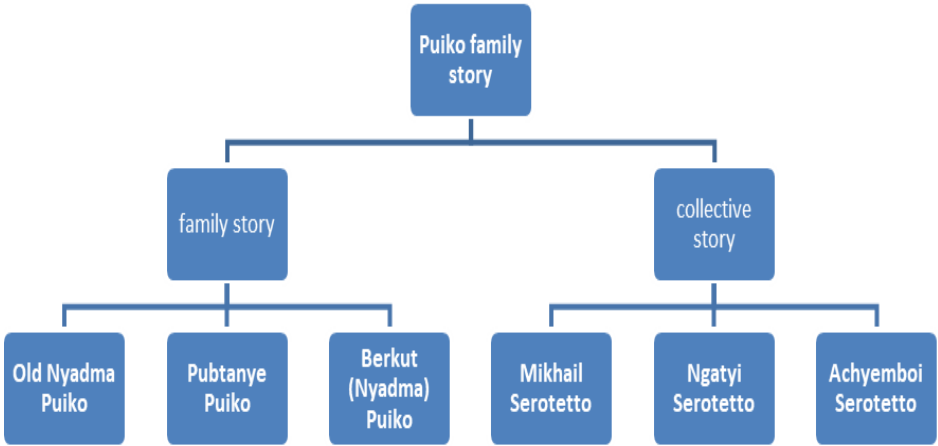 Puiko family
story
family story
collective
story
Old Nyadma
Puiko
Pubtanye
Puiko
Berkut
(Nyadma)
Puiko
Mikhail
Serotetto
Ngatyi
Serotetto
Achyemboi
Serotetto